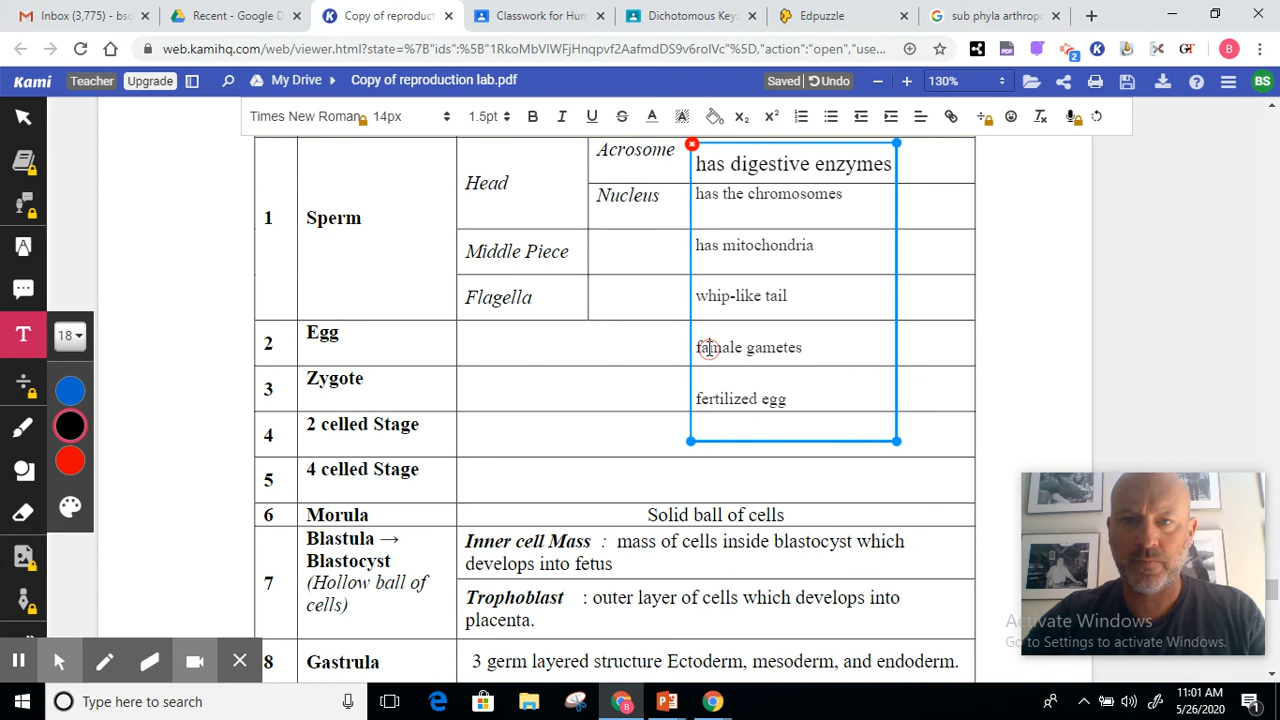 Inbox (3,775) - bsc
Recent - Google D
Copy of reproduct
Classwork for Hum
Dichotomous Key:
Edpuzzle
sub phyla arthropo
web.kamihq.com/web/viewer.html?state=%7B"ids"%3A%5B"1RkoMbVIWFjHnqpvf2AafmdDS9v6roIVc"%5D,"action":"open","use...
Kami
Teacher
Upgrade
My Drive
Copy of reproduction lab.pdf
Saved
Undo
130%
BS
Times New Roman
14px
1.5pt
B I U S A
Acrosome
has digestive enzymes
Head
Nucleus
has the chromosomes
1
Sperm
Middle Piece
has mitochondria
Flagella
whip-like tail
2
Egg
famale gametes
3
Zygote
fertilized egg
4
2 celled Stage
5
4 celled Stage
6
Morula
Solid ball of cells
7
Blastula →
Blastocyst
(Hollow ball of
cells)
Inner cell Mass : mass of cells inside blastocyst which
develops into fetus
Trophoblast : outer layer of cells which develops into
placenta.
8
Gastrula
3 germ layered structure Ectoderm, mesoderm, and endoderm.
18
Activate Windows
Go to Settings to activate Windows.
Type here to search
11:01 AM
5/26/2020